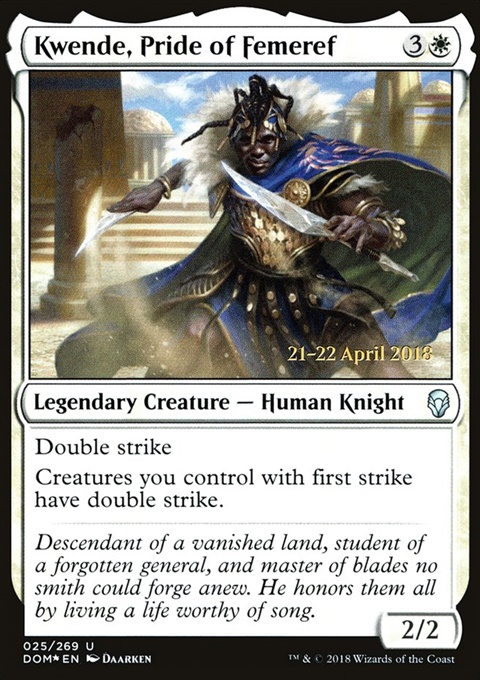 Kwende, Pride of Femeref 3
21–22 April 2018
Legendary Creature — Human Knight
Double strike
Creatures you control with first strike
have double strike.
Descendant of a vanished land, student of
a forgotten general, and master of blades no
smith could forge anew. He honors them all
by living a life worthy of song.
2/2
025/269 U
DOM★EN Daarken
™ & © 2018 Wizards of the Coast